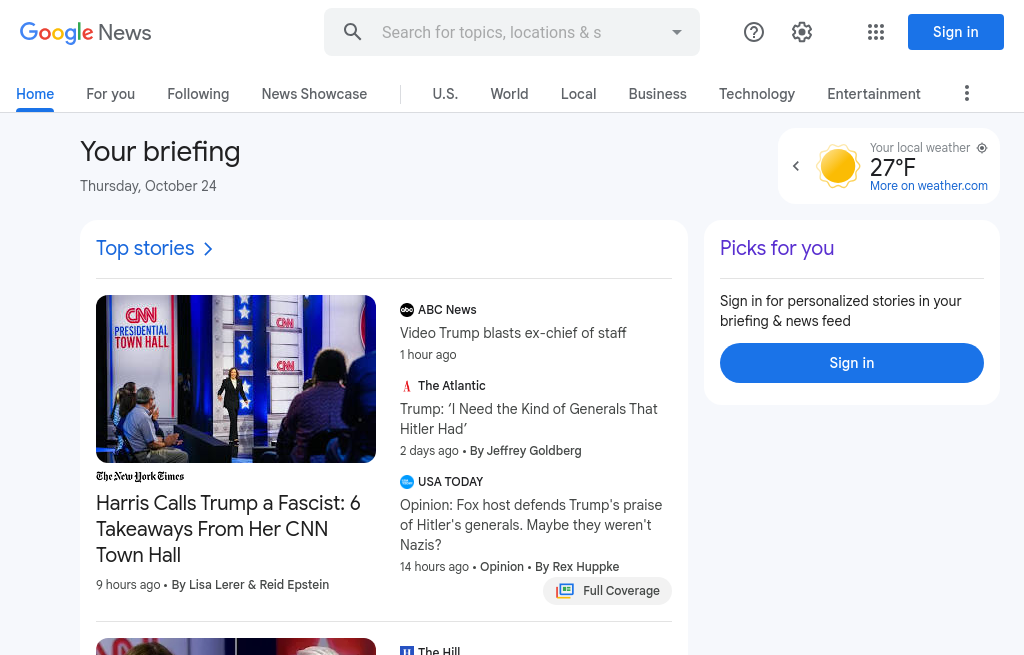 Google News
Search for topics, locations & s
Sign in
Home
For you
Following
News Showcase
U.S.
World
Local
Business
Technology
Entertainment
Your briefing
Thursday, October 24
Your local weather
27°F
More on weather.com
Top stories
CNN
PRESIDENTIAL
TOWN HALL
CNN
CNN
The New York Times
Harris Calls Trump a Fascist: 6
Takeaways From Her CNN
Town Hall
9 hours ago • By Lisa Lerer & Reid Epstein
abc ABC News
Video Trump blasts ex-chief of staff
1 hour ago
A The Atlantic
Trump: ‘I Need the Kind of Generals That
Hitler Had’
2 days ago • By Jeffrey Goldberg
USA TODAY
Opinion: Fox host defends Trump's praise
of Hitler's generals. Maybe they weren't
Nazis?
14 hours ago • Opinion • By Rex Huppke
Full Coverage
The Hill
Picks for you
Sign in for personalized stories in your
briefing & news feed
Sign in